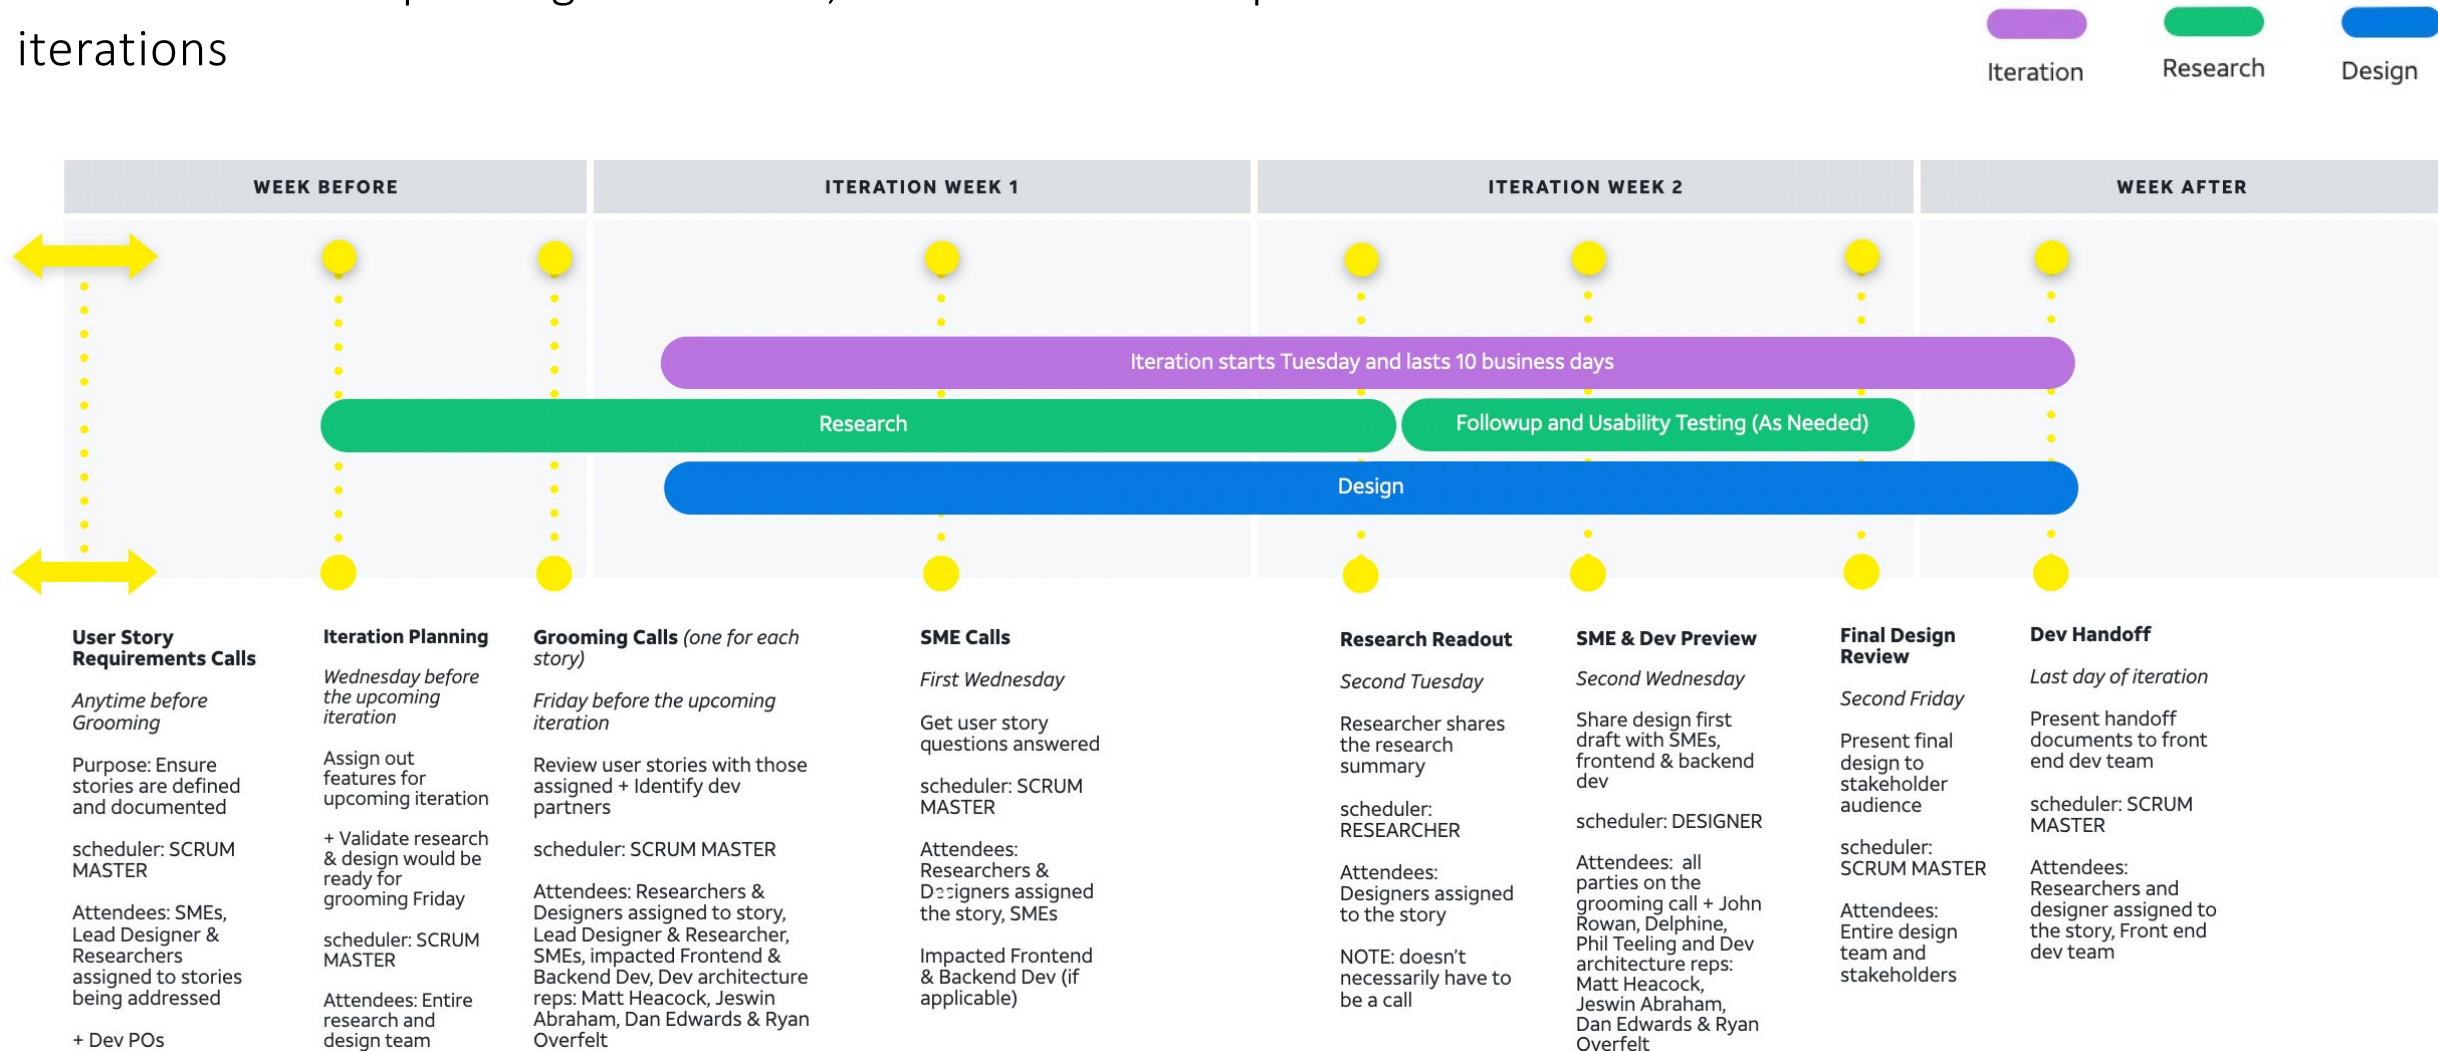 iterations
Iteration
Research
Design
WEEK BEFORE
ITERATION WEEK 1
ITERATION WEEK 2
WEEK AFTER
Iteration starts Tuesday and lasts 10 business days
Research
Followup and Usability Testing (As Needed)
Design
User Story
Requirements Calls
Anytime before
Grooming
Purpose: Ensure
stories are defined
and documented
scheduler: SCRUM
MASTER
Attendees: SMEs,
Lead Designer &
Researchers
assigned to stories
being addressed
+ Dev POs
Iteration Planning
Wednesday before
the upcoming
iteration
Assign out
features for
upcoming iteration
+ Validate research
& design would be
ready for
grooming Friday
scheduler: SCRUM
MASTER
Attendees: Entire
research and
design team
Grooming Calls (one for each
story)
Friday before the upcoming
iteration
Review user stories with those
assigned + Identify dev
partners
scheduler: SCRUM MASTER
Attendees: Researchers &
Designers assigned to story,
Lead Designer & Researcher,
SMEs, impacted Frontend &
Backend Dev, Dev architecture
reps: Matt Heacock, Jeswin
Abraham, Dan Edwards & Ryan
Overfelt
SME Calls
First Wednesday
Get user story
questions answered
scheduler: SCRUM
MASTER
Attendees:
Researchers &
Designers assigned
the story, SMEs
Impacted Frontend
& Backend Dev (if
applicable)
Research Readout
Second Tuesday
Researcher shares
the research
summary
scheduler:
RESEARCHER
Attendees:
Designers assigned
to the story
NOTE: doesn't
necessarily have to
be a call
SME & Dev Preview
Second Wednesday
Share design first
draft with SMEs,
frontend & backend
dev
scheduler: DESIGNER
Attendees: all
parties on the
grooming call + John
Rowan, Delphine,
Phil Teeling and Dev
architecture reps:
Matt Heacock,
Jeswin Abraham,
Dan Edwards & Ryan
Overfelt
Final Design
Review
Second Friday
Present final
design to
stakeholder
audience
scheduler:
SCRUM MASTER
Attendees:
Entire design
team and
stakeholders
Dev Handoff
Last day of iteration
Present handoff
documents to front
end dev team
scheduler: SCRUM
MASTER
Attendees:
Researchers and
designer assigned to
the story, Front end
dev team